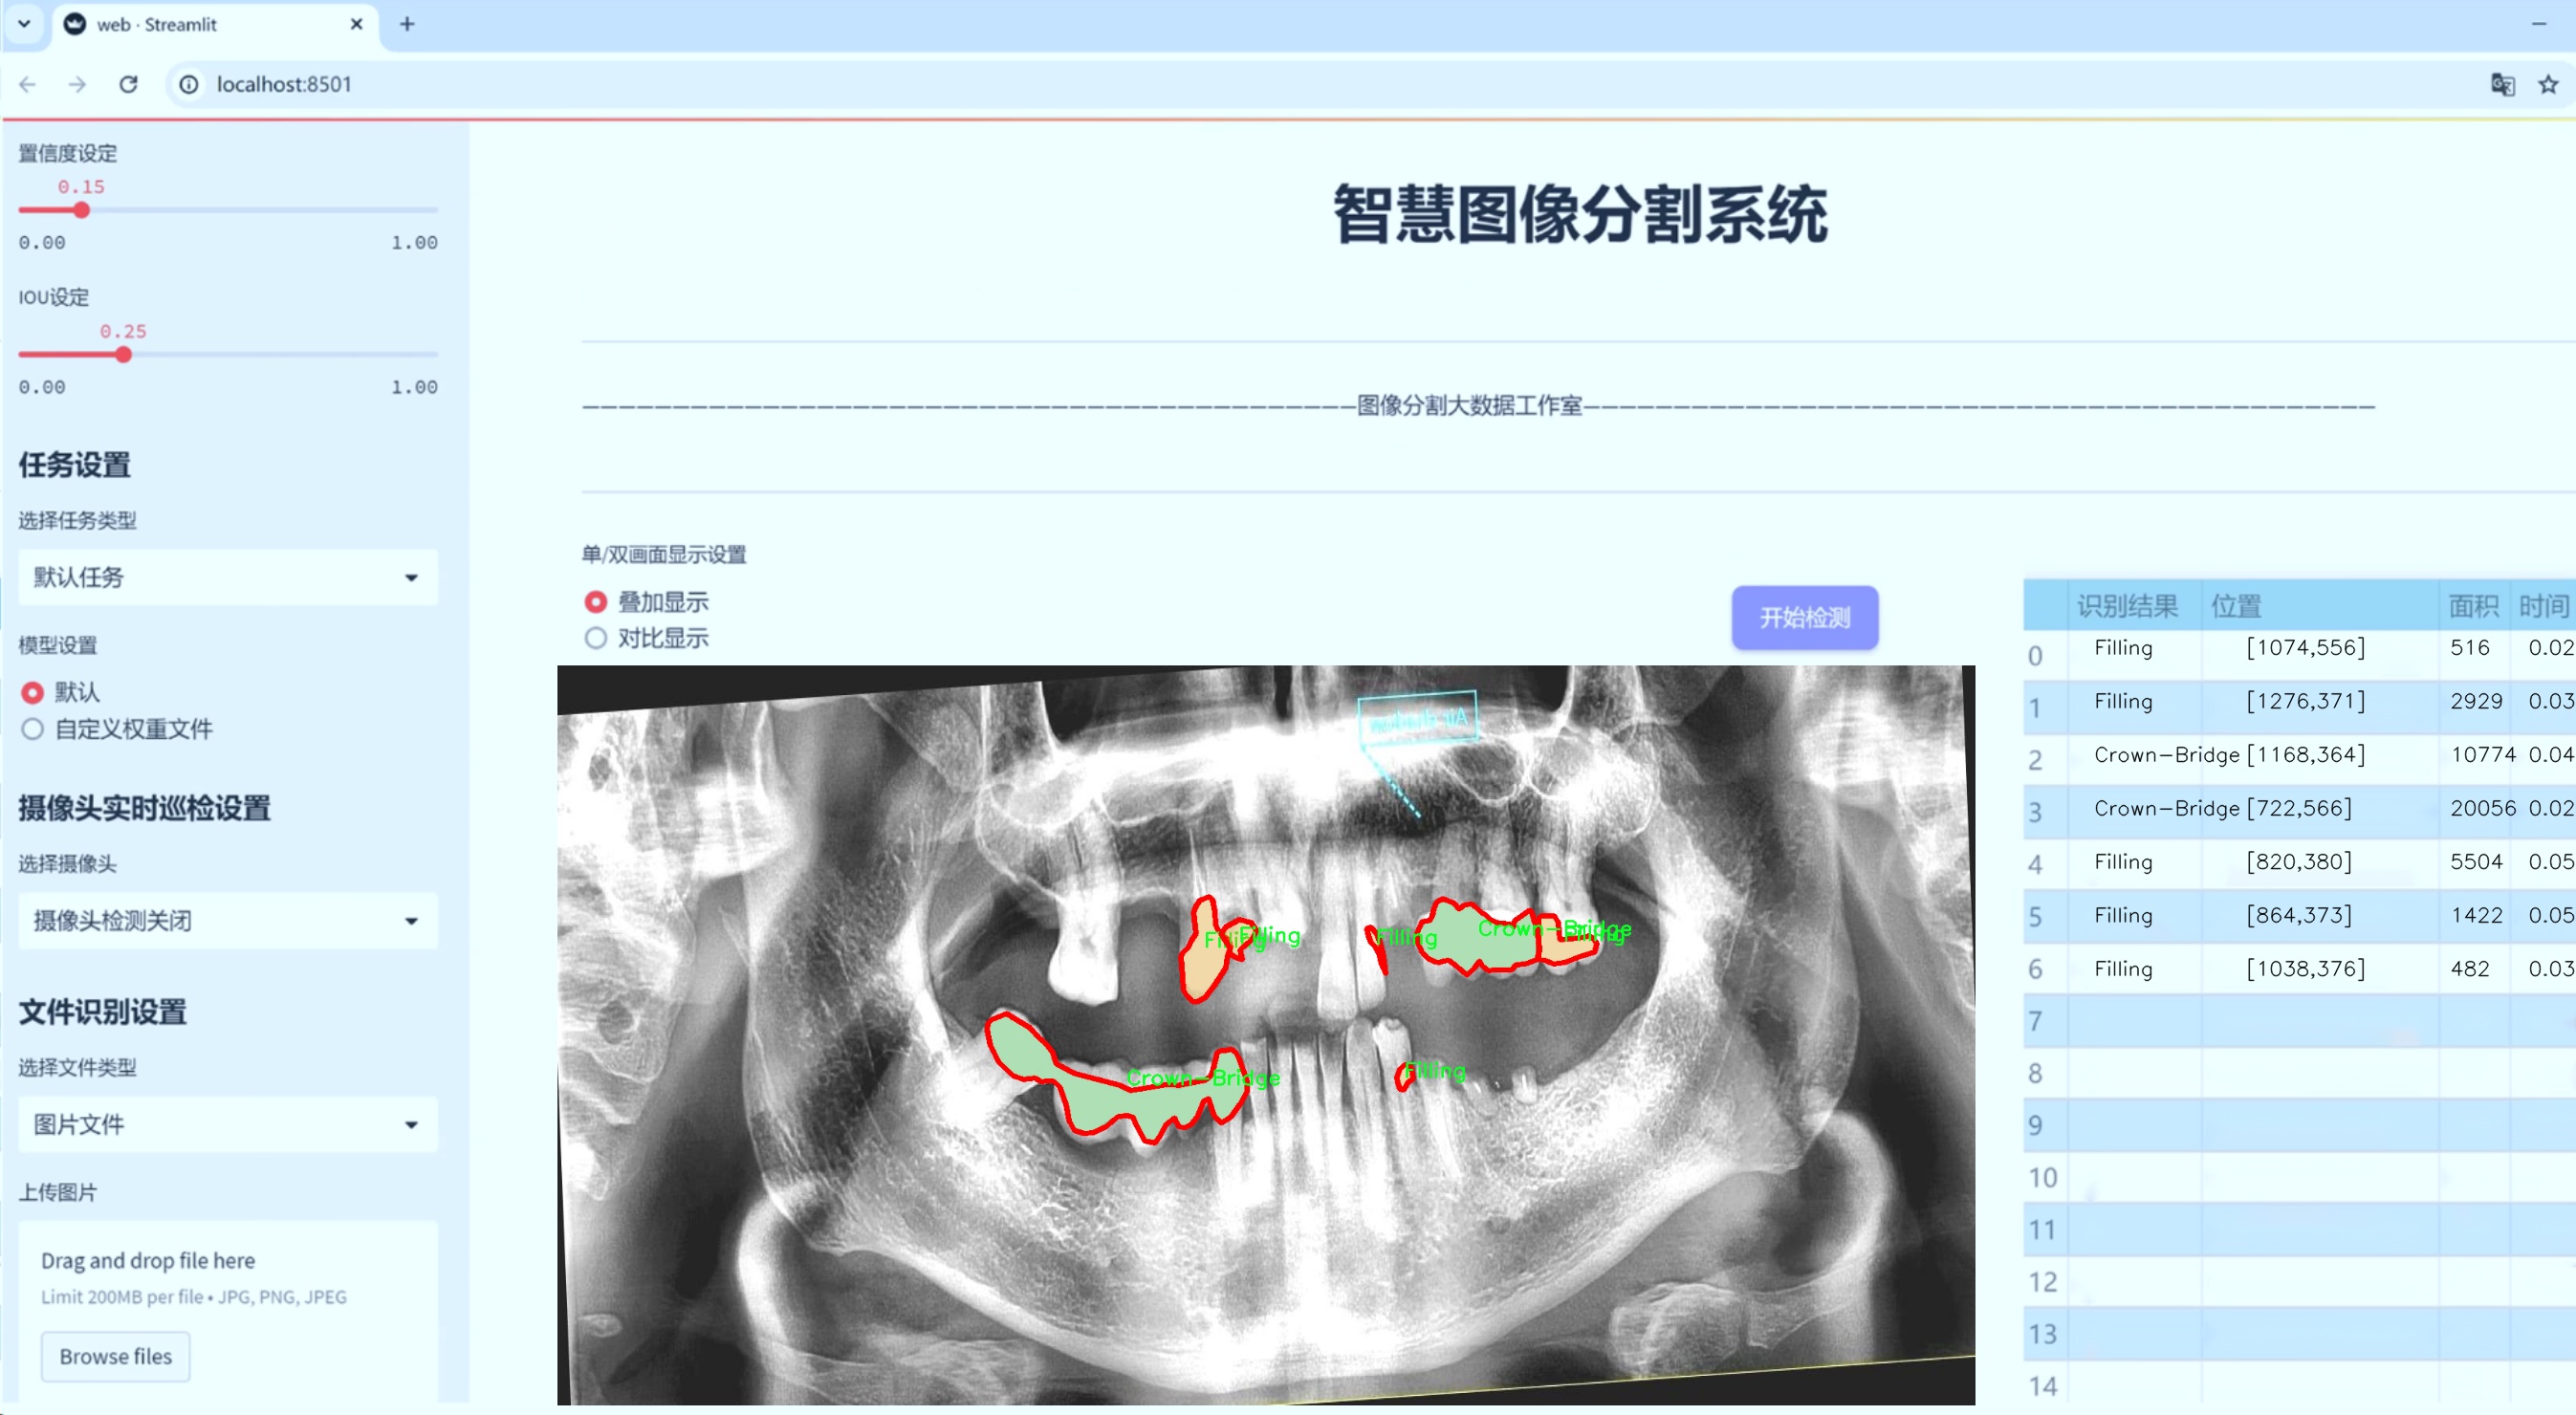 web · Streamlit
localhost:8501
置信度设定
0.15
0.00 1.00
IOU设定
0.25
0.00 1.00
任务设置
选择任务类型
默认任务
模型设置
默认
自定义权重文件
摄像头实时巡检设置
选择摄像头
摄像头检测关闭
文件识别设置
选择文件类型
图片文件
上传图片
Drag and drop file here
Limit 200MB per file • JPG, PNG, JPEG
Browse files
智慧图像分割系统
图像分割大数据工作室
单/双画面显示设置
叠加显示
对比显示
开始检测
Filling
Filling
Filling
Crown-Bridge
Filling
Crown-Bridge
Filling
识别结果 位置 面积 时间
0 Filling [1074,556] 516 0.02
1 Filling [1276,371] 2929 0.03
2 Crown-Bridge [1168,364] 10774 0.04
3 Crown-Bridge [722,566] 20056 0.02
4 Filling [820,380] 5504 0.05
5 Filling [864,373] 1422 0.05
6 Filling [1038,376] 482 0.03
7
8
9
10
11
12
13
14